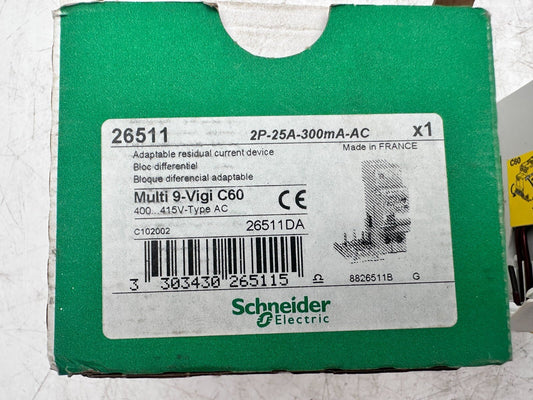 26511 2P-25A-300mA-AC x1
Adaptable residual current device Made in FRANCE
Bloc differentiel
Bloque diferencial adaptable
Multi 9-Vigi C60 CE
400...415V-Type AC
C102002 26511DA
3 303430 265115 Ω 8826511B G
Schneider
Electric
C60